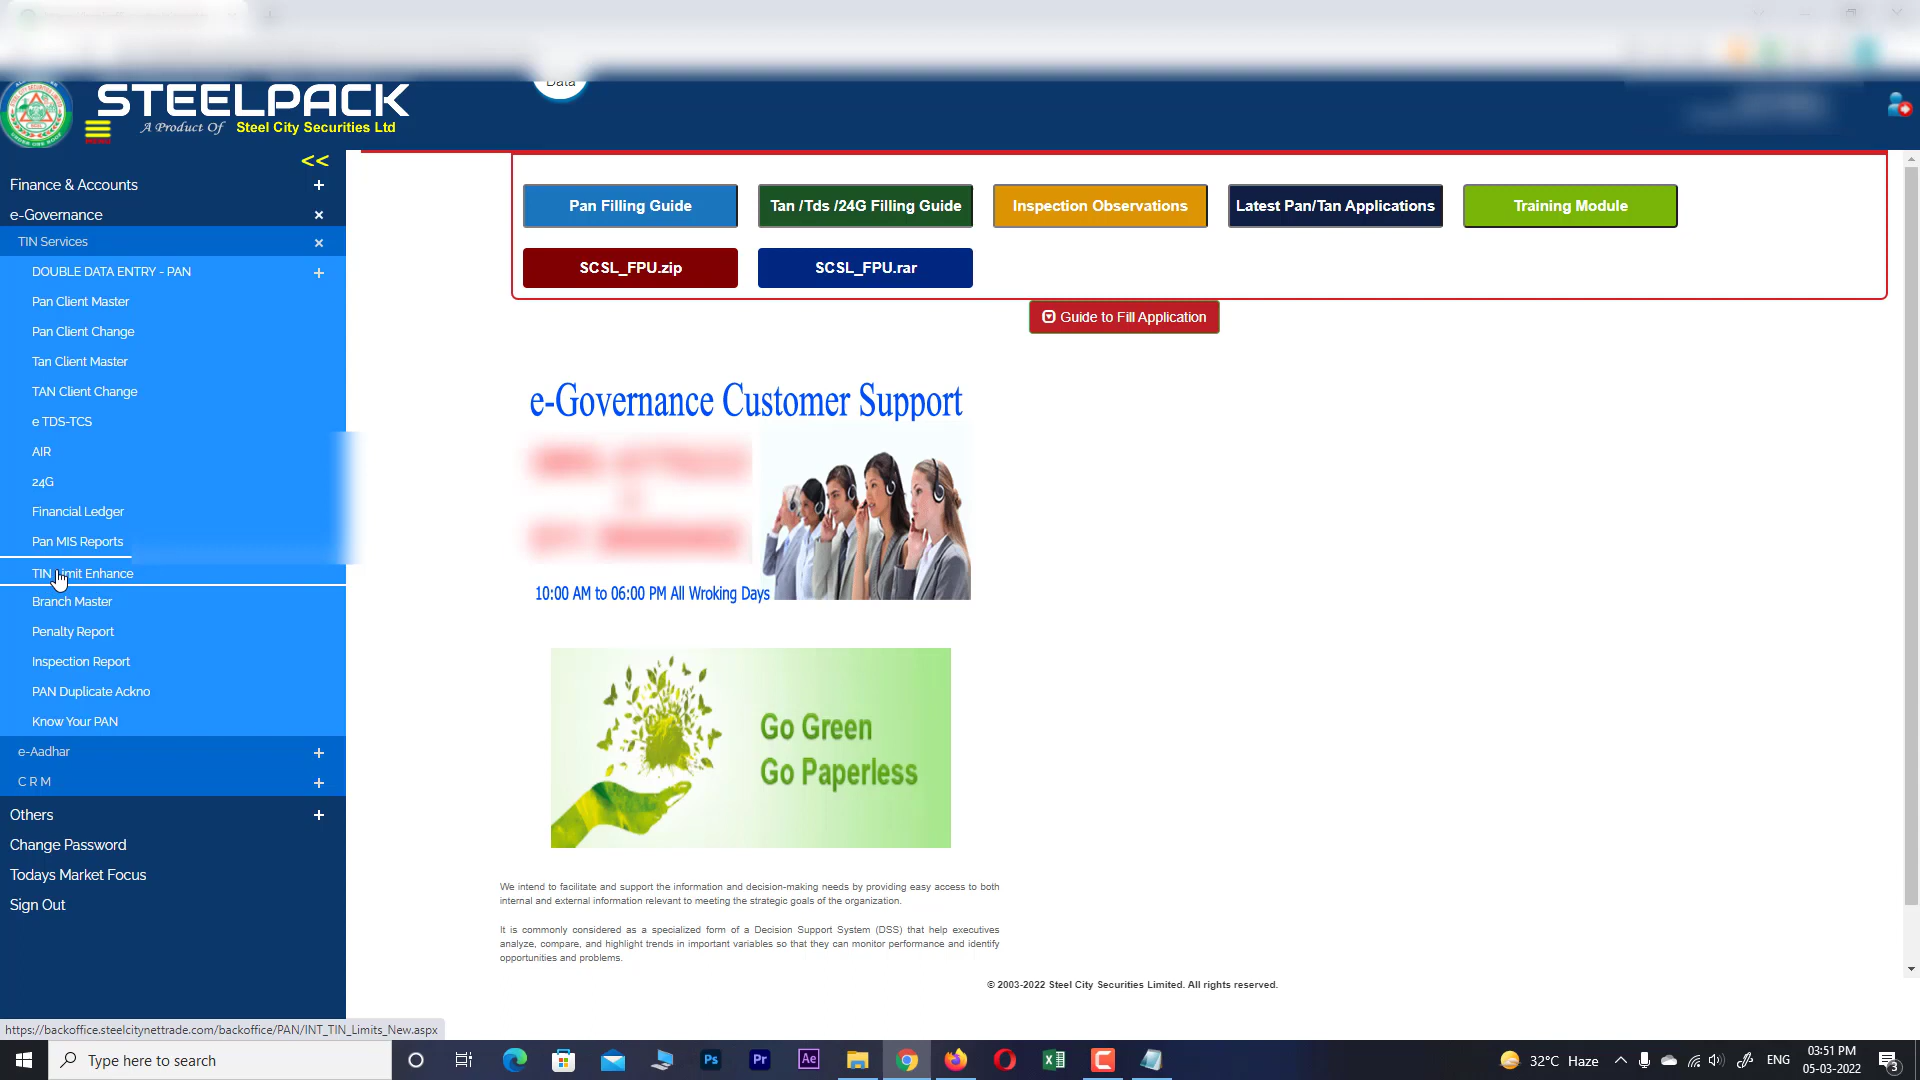 Data
STEELPACK
A Product Of Steel City Securities Ltd
<<
Finance & Accounts +
e-Governance ×
TIN Services ×
DOUBLE DATA ENTRY - PAN +
Pan Client Master
Pan Client Change
Tan Client Master
TAN Client Change
e TDS-TCS
AIR
24G
Financial Ledger
Pan MIS Reports
TIN Limit Enhance
Branch Master
Penalty Report
Inspection Report
PAN Duplicate Ackno
Know Your PAN
e-Aadhar +
C R M +
Others +
Change Password
Todays Market Focus
Sign Out
Pan Filling Guide
Tan /Tds /24G Filling Guide
Inspection Observations
Latest Pan/Tan Applications
Training Module
SCSL_FPU.zip
SCSL_FPU.rar
Guide to Fill Application
e-Governance Customer Support
10:00 AM to 06:00 PM All Wroking Days
Go Green
Go Paperless
We intend to facilitate and support the information and decision-making needs by providing easy access to both
internal and external information relevant to meeting the strategic goals of the organization.
It is commonly considered as a specialized form of a Decision Support System (DSS) that help executives
analyze, compare, and highlight trends in important variables so that they can monitor performance and identify
opportunities and problems.
© 2003-2022 Steel City Securities Limited. All rights reserved.
https://backoffice.steelcitynettrade.com/backoffice/PAN/INT_TIN_Limits_New.aspx
Type here to search
Ps
Pr
Ae
32°C Haze
ENG
03:51 PM
05-03-2022
3